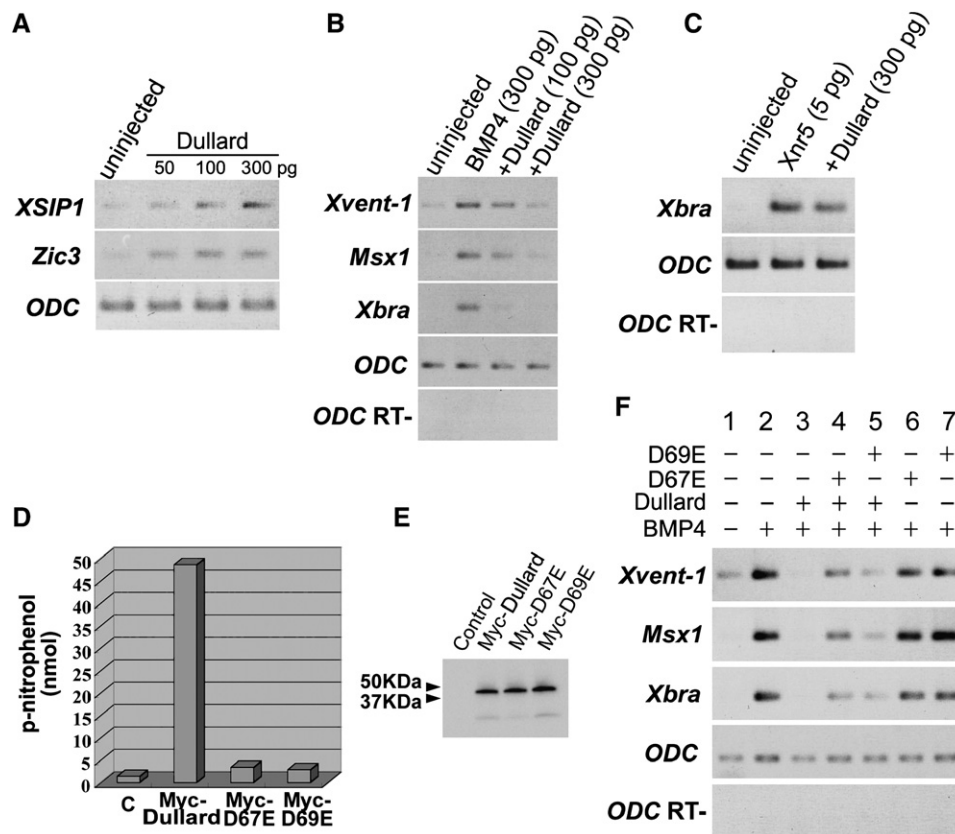 A
uninjected
Dullard
50 100 300 pg
XSIP1
Zic3
ODC
B
uninjected
BMP4 (300 pg)
+Dullard (100 pg)
+Dullard (300 pg)
Xvent-1
Msx1
Xbra
ODC
ODC RT-
C
uninjected
Xnr5 (5 pg)
+Dullard (300 pg)
Xbra
ODC
ODC RT-
D
p-nitrophenol
(nmol)
50
45
40
35
30
25
20
15
10
5
0
C
Myc-
Dullard
Myc-
D67E
Myc-
D69E
E
Control
Myc-Dullard
Myc-D67E
Myc-D69E
50KDa
37KDa
F
1 2 3 4 5 6 7
D69E − − − − + − +
D67E − − − + − + −
Dullard − − + + + − −
BMP4 − + + + + + +
Xvent-1
Msx1
Xbra
ODC
ODC RT-